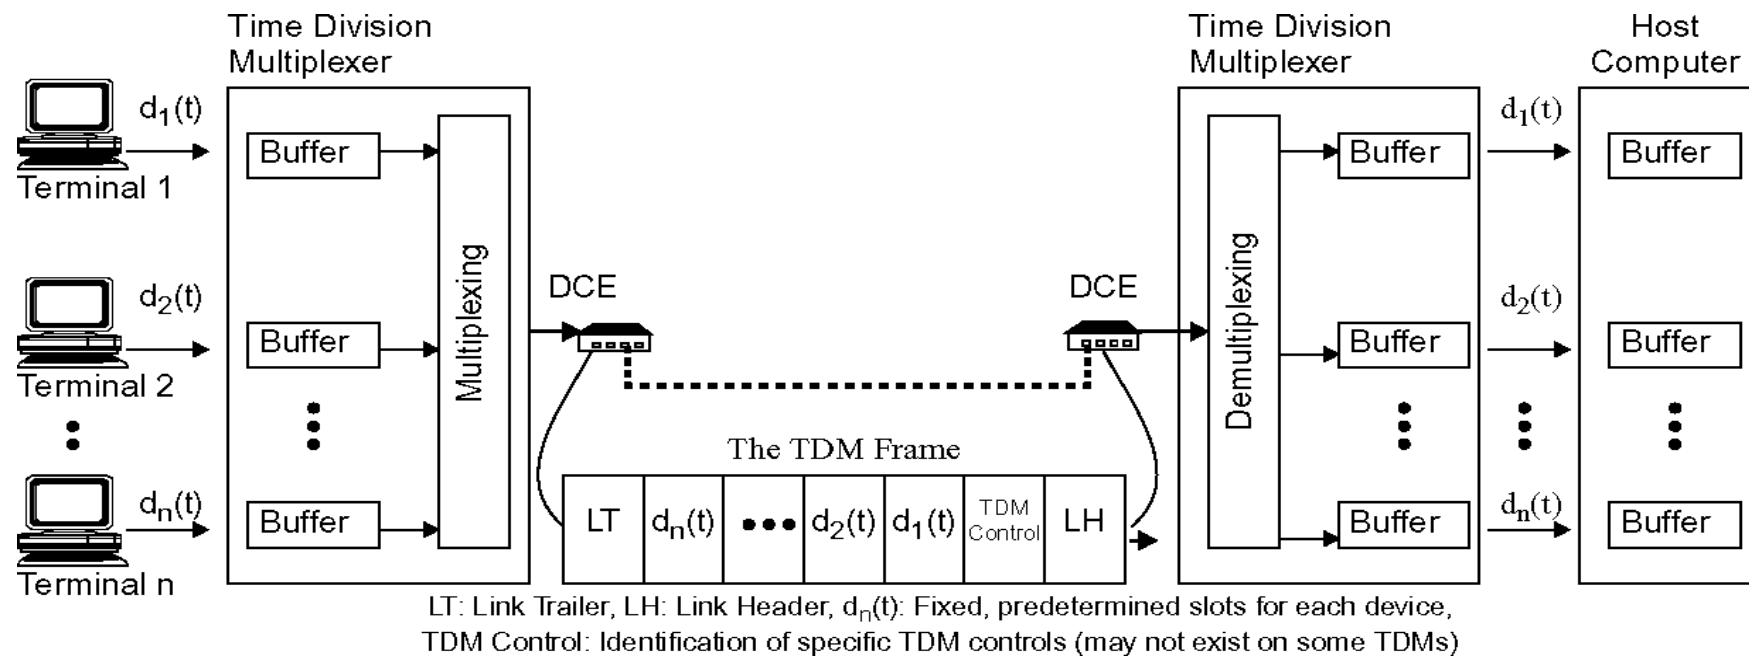 Time Division
Multiplexer
Time Division
Multiplexer
Host
Computer
d1(t)
Buffer
Terminal 1
d2(t)
Buffer
Terminal 2
dn(t)
Buffer
Terminal n
Multiplexing
DCE
DCE
The TDM Frame
LT
dn(t)
d2(t)
d1(t)
TDM
Control
LH
Demultiplexing
Buffer
d1(t)
Buffer
Buffer
d2(t)
Buffer
Buffer
dn(t)
Buffer
LT: Link Trailer, LH: Link Header, dn(t): Fixed, predetermined slots for each device,
TDM Control: Identification of specific TDM controls (may not exist on some TDMs)